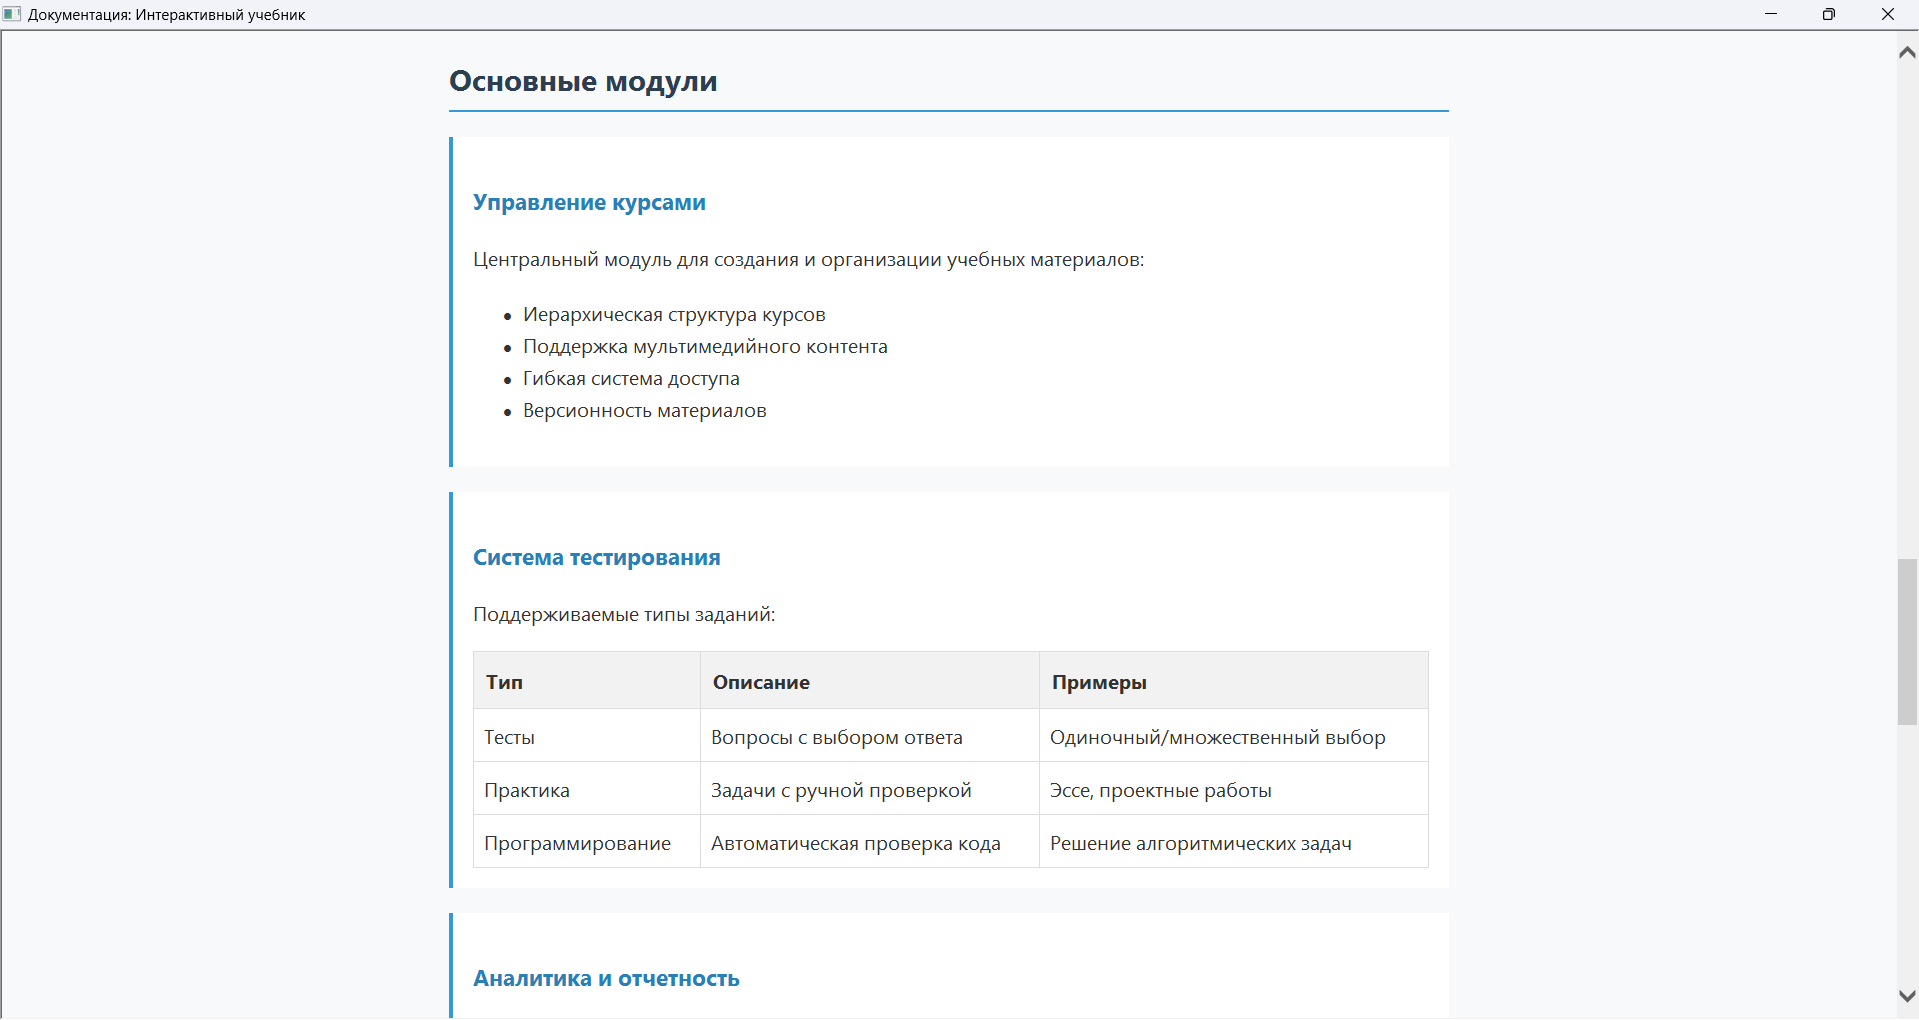 Документация: Интерактивный учебник
Основные модули
Управление курсами
Центральный модуль для создания и организации учебных материалов:
Иерархическая структура курсов
Поддержка мультимедийного контента
Гибкая система доступа
Версионность материалов
Система тестирования
Поддерживаемые типы заданий:
Тип Описание Примеры
Тесты Вопросы с выбором ответа Одиночный/множественный выбор
Практика Задачи с ручной проверкой Эссе, проектные работы
Программирование Автоматическая проверка кода Решение алгоритмических задач
Аналитика и отчетность